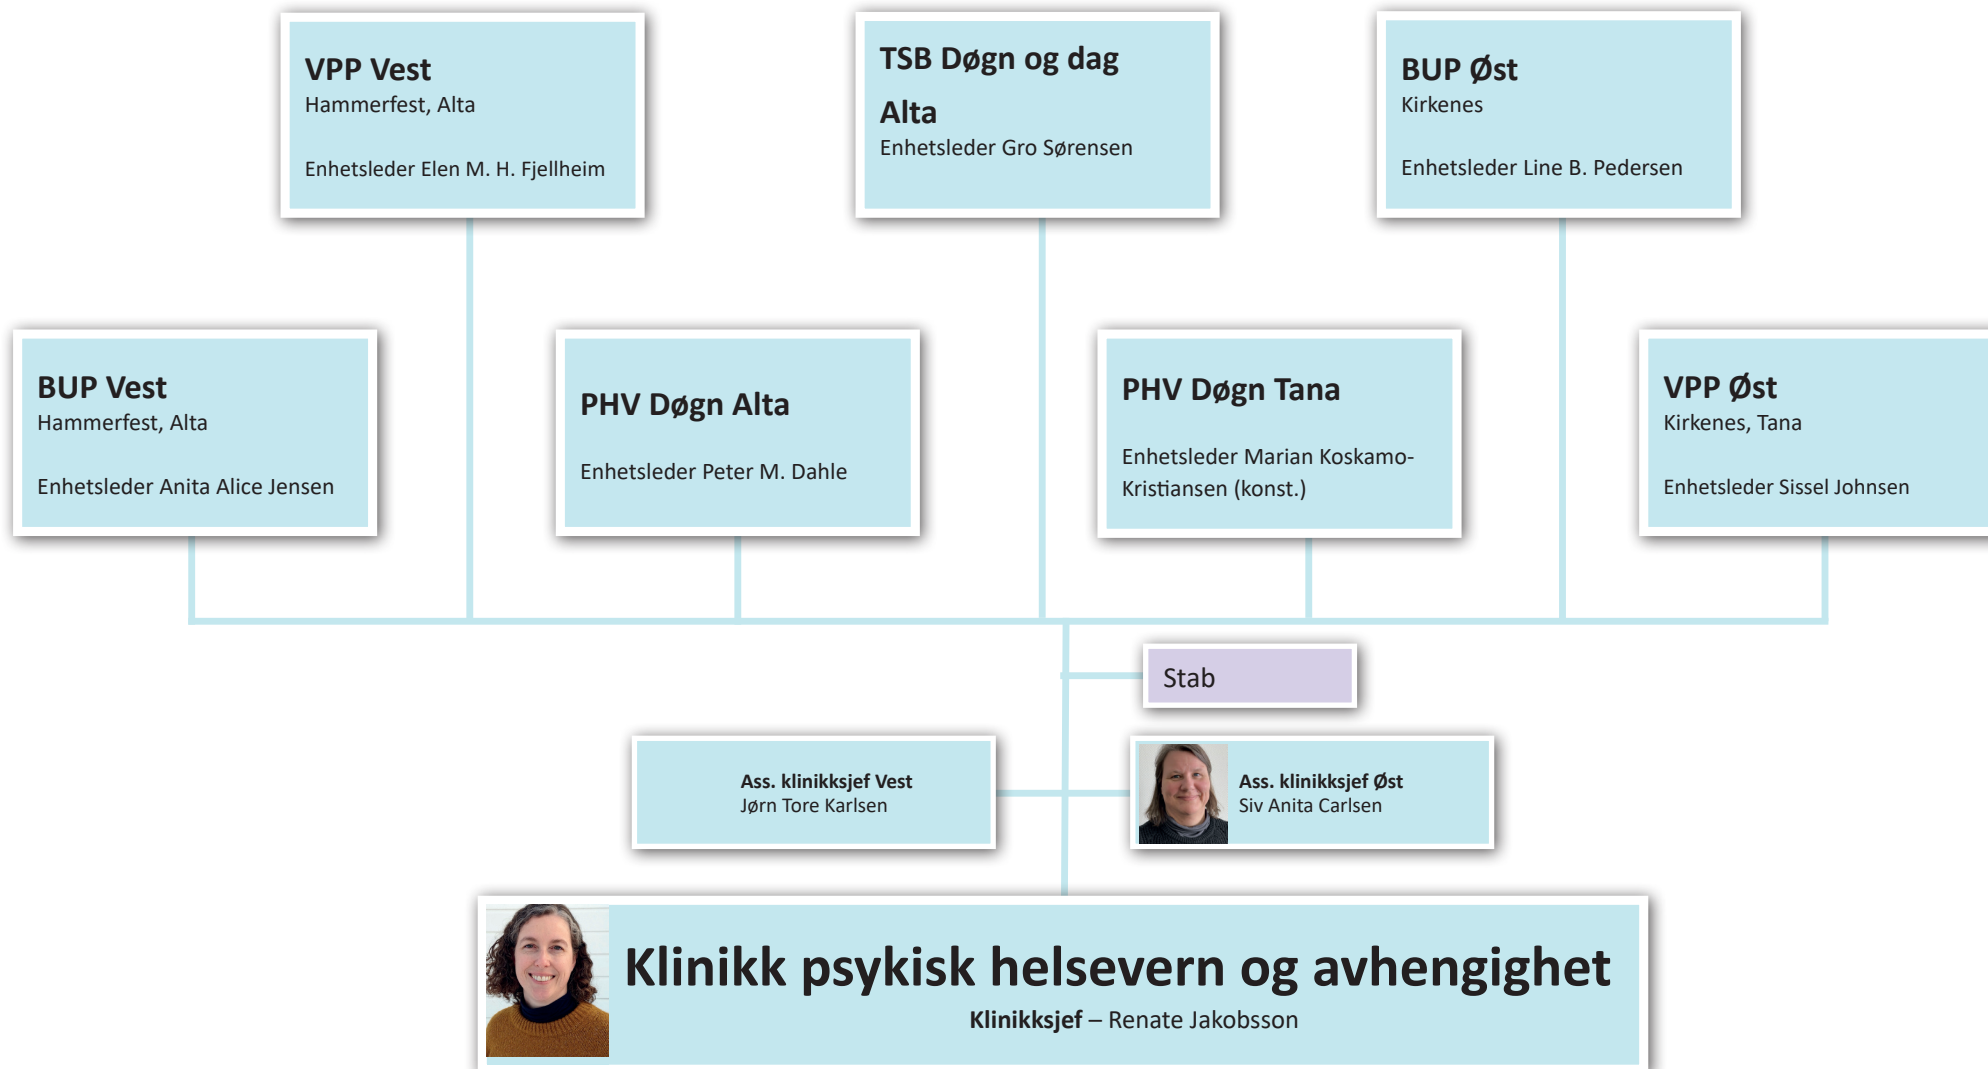 VPP Vest
Hammerfest, Alta
Enhetsleder Elen M. H. Fjellheim
TSB Døgn og dag
Alta
Enhetsleder Gro Sørensen
BUP Øst
Kirkenes
Enhetsleder Line B. Pedersen
BUP Vest
Hammerfest, Alta
Enhetsleder Anita Alice Jensen
PHV Døgn Alta
Enhetsleder Peter M. Dahle
PHV Døgn Tana
Enhetsleder Marian Koskamo-
Kristiansen (konst.)
VPP Øst
Kirkenes, Tana
Enhetsleder Sissel Johnsen
Stab
Ass. klinikksjef Vest
Jørn Tore Karlsen
Ass. klinikksjef Øst
Siv Anita Carlsen
Klinikk psykisk helsevern og avhengighet
Klinikksjef – Renate Jakobsson